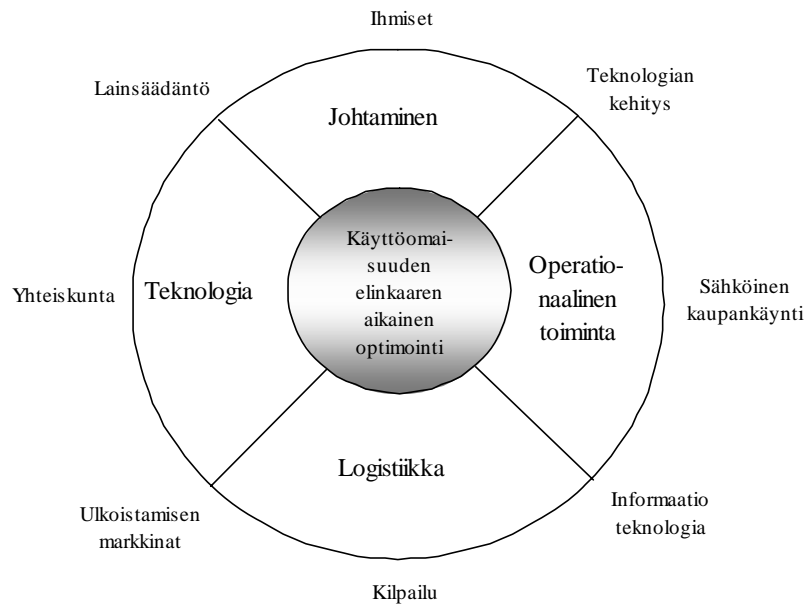 Ihmiset
Lainsäädäntö
Teknologian
kehitys
Johtaminen
Käyttöomai-
suuden
elinkaaren
aikainen
optimointi
Yhteiskunta
Teknologia
Operatio-
naalinen
toiminta
Sähköinen
kaupankäynti
Logistiikka
Ulkoistamisen
markkinat
Informaatio
teknologia
Kilpailu